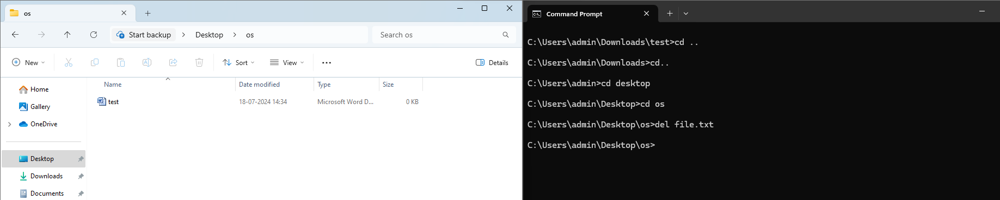 os
Start backup > Desktop > os
Search os
New
Sort
View
...
Details
Home
Gallery
OneDrive
Desktop
Downloads
Documents
Name Date modified Type Size
test 18-07-2024 14:34 Microsoft Word D... 0 KB
Command Prompt
C:\Users\admin\Downloads\test>cd ..
C:\Users\admin\Downloads>cd..
C:\Users\admin>cd desktop
C:\Users\admin\Desktop>cd os
C:\Users\admin\Desktop\os>del file.txt
C:\Users\admin\Desktop\os>